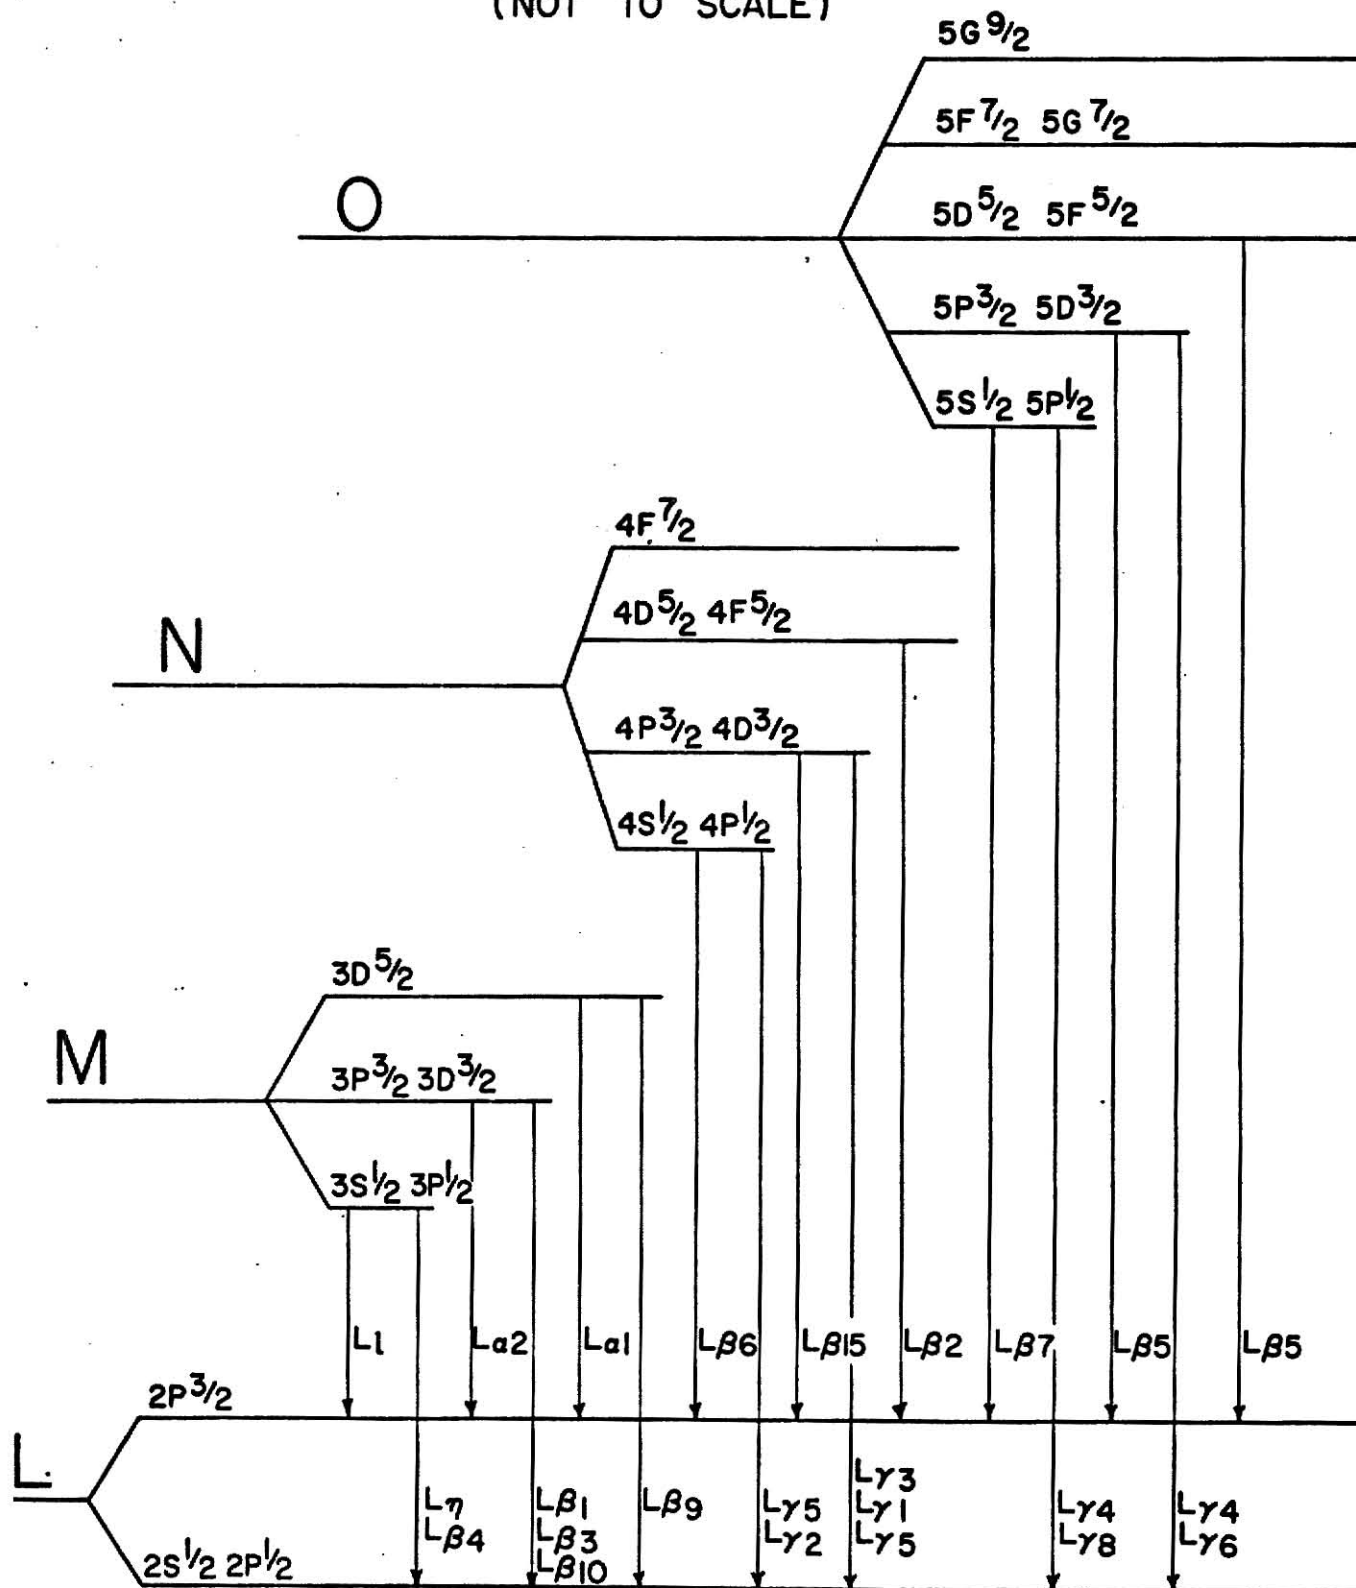 (NOT TO SCALE)
5G 9/2
5F 7/2 5G 7/2
O
5D 5/2 5F 5/2
5P 3/2 5D 3/2
5S 1/2 5P 1/2
4F 7/2
4D 5/2 4F 5/2
N
4P 3/2 4D 3/2
4S 1/2 4P 1/2
3D 5/2
M
3P 3/2 3D 3/2
3S 1/2 3P 1/2
Ll Lα2 Lα1 Lβ6 Lβ15 Lβ2 Lβ7 Lβ5 Lβ5
2P 3/2
L
Lη
Lβ4
Lβ1
Lβ3
Lβ10
Lβ9
Lγ5
Lγ2
Lγ3
Lγ1
Lγ5
Lγ4
Lγ8
Lγ4
Lγ6
2S 1/2 2P 1/2